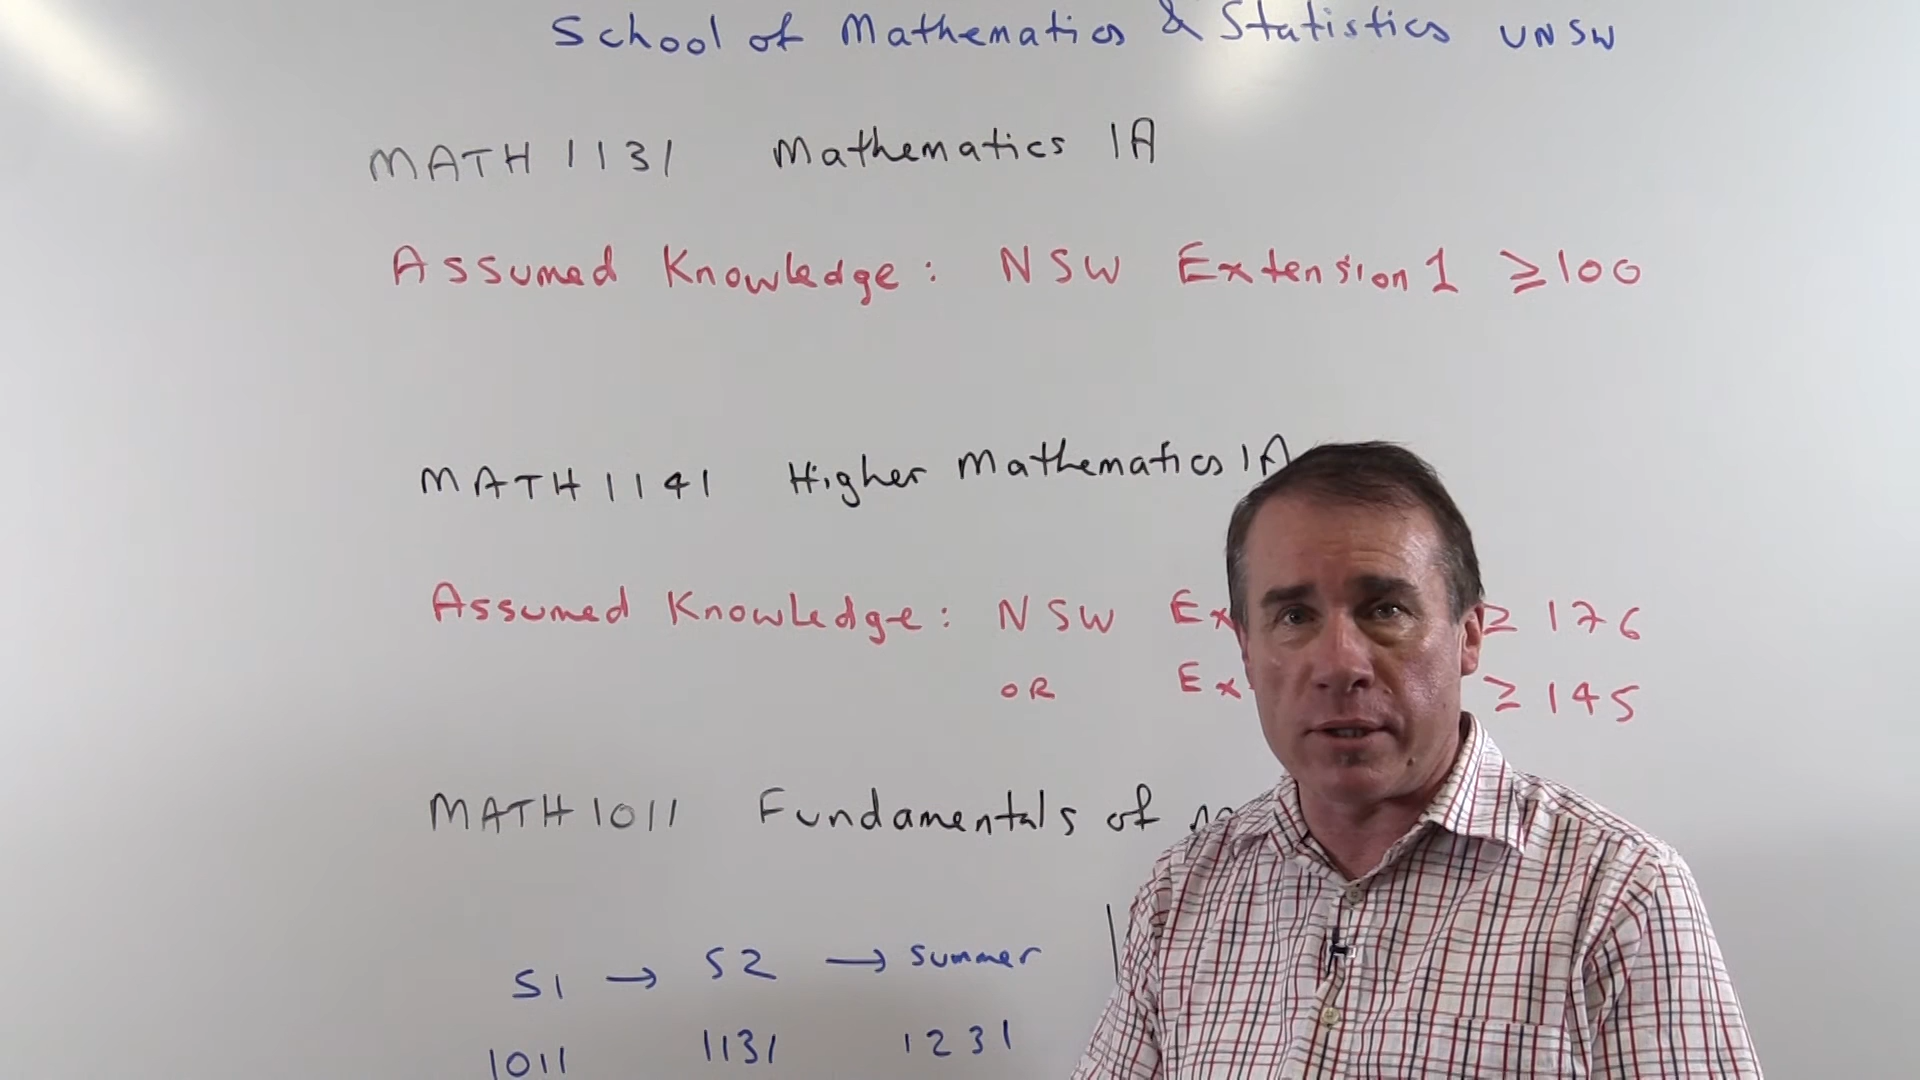 School of Mathematics & Statistics UNSW
MATH 1131 Mathematics 1A
Assumed Knowledge: NSW Extension 1 ≥100
MATH 1141 Higher Mathematics 1A
Assumed Knowledge: NSW Ex ≥ 176
OR Ex ≥ 145
MATH 1011 Fundamentals of
S1 → S2 → Summer
1011 1131 1231